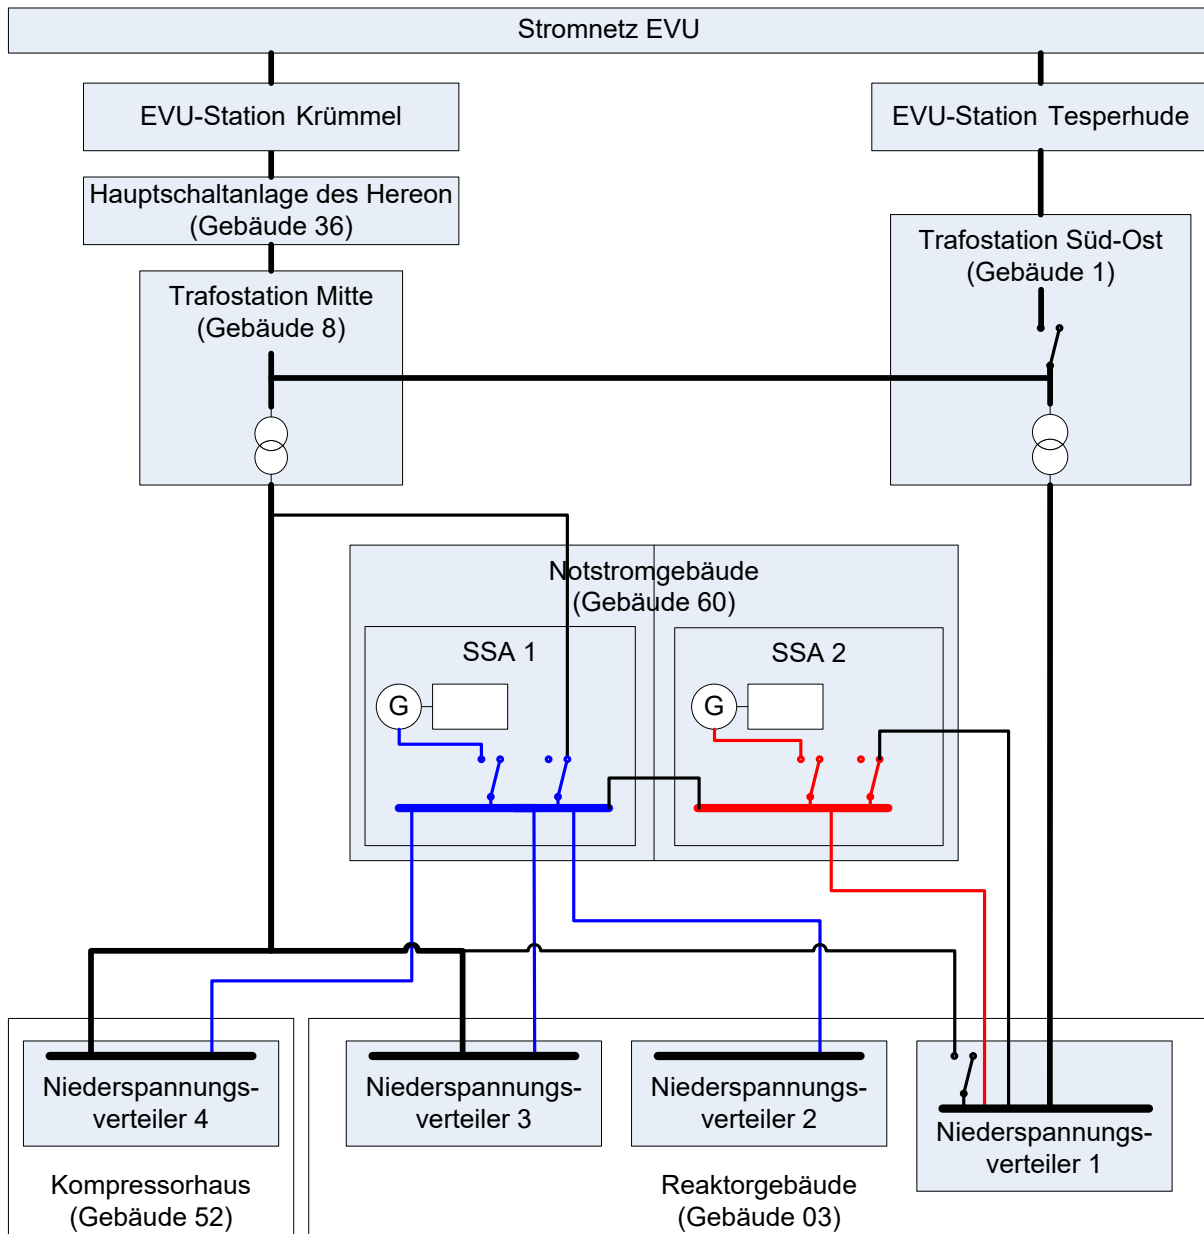 Stromnetz EVU
EVU-Station Krümmel
EVU-Station Tesperhude
Hauptschaltanlage des Hereon
(Gebäude 36)
Trafostation Süd-Ost
(Gebäude 1)
Trafostation Mitte
(Gebäude 8)
Notstromgebäude
(Gebäude 60)
SSA 1
SSA 2
G
G
Niederspannungs-
verteiler 4
Niederspannungs-
verteiler 3
Niederspannungs-
verteiler 2
Niederspannungs-
verteiler 1
Kompressorhaus
(Gebäude 52)
Reaktorgebäude
(Gebäude 03)